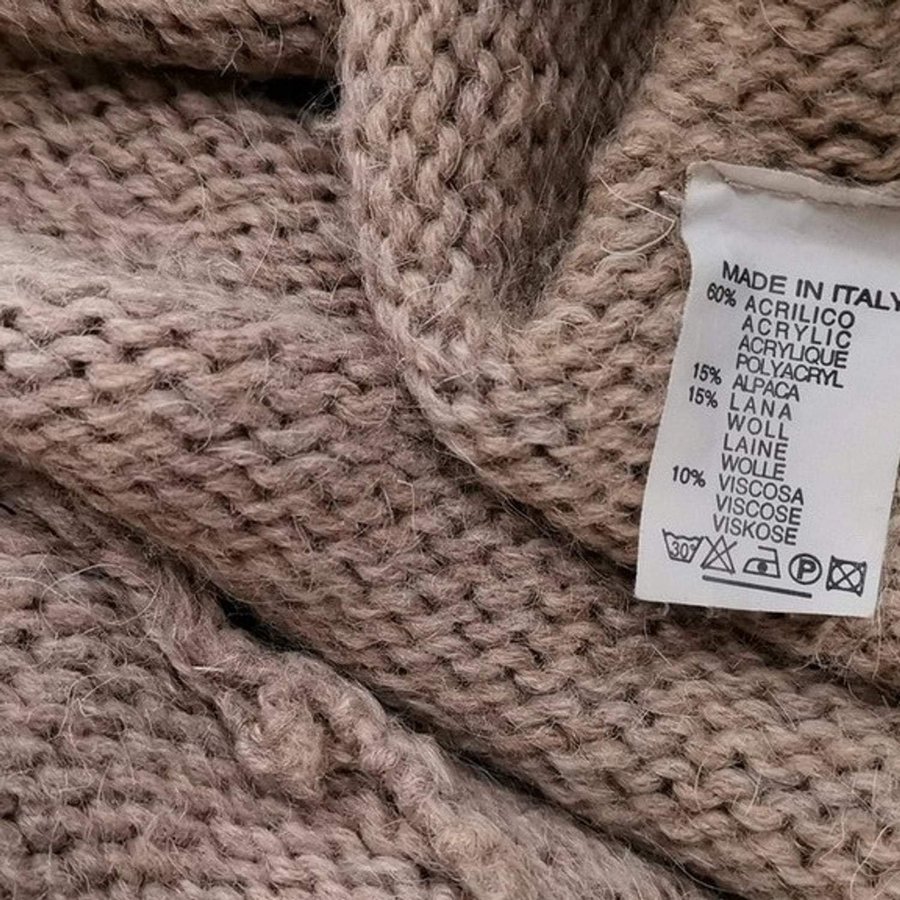 MADE IN ITALY
60% ACRILICO
ACRYLIC
ACRYLIQUE
POLYACRYL
15% ALPACA
15% LANA
WOLL
LAINE
WOLLE
10% VISCOSA
VISCOSE
VISKOSE
30° P